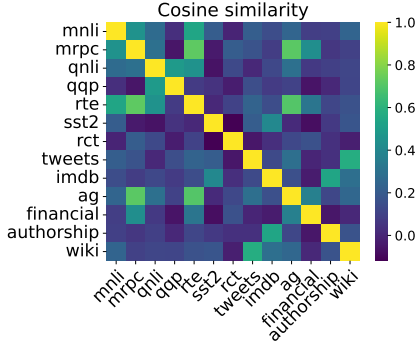 Cosine similarity
mnli
mrpc
qnli
qqp
rte
sst2
rct
tweets
imdb
ag
financial
authorship
wiki
mnli
mrpc
qnli
qqp
rte
sst2
rct
tweets
imdb
ag
financial
authorship
wiki
1.0
0.8
0.6
0.4
0.2
0.0